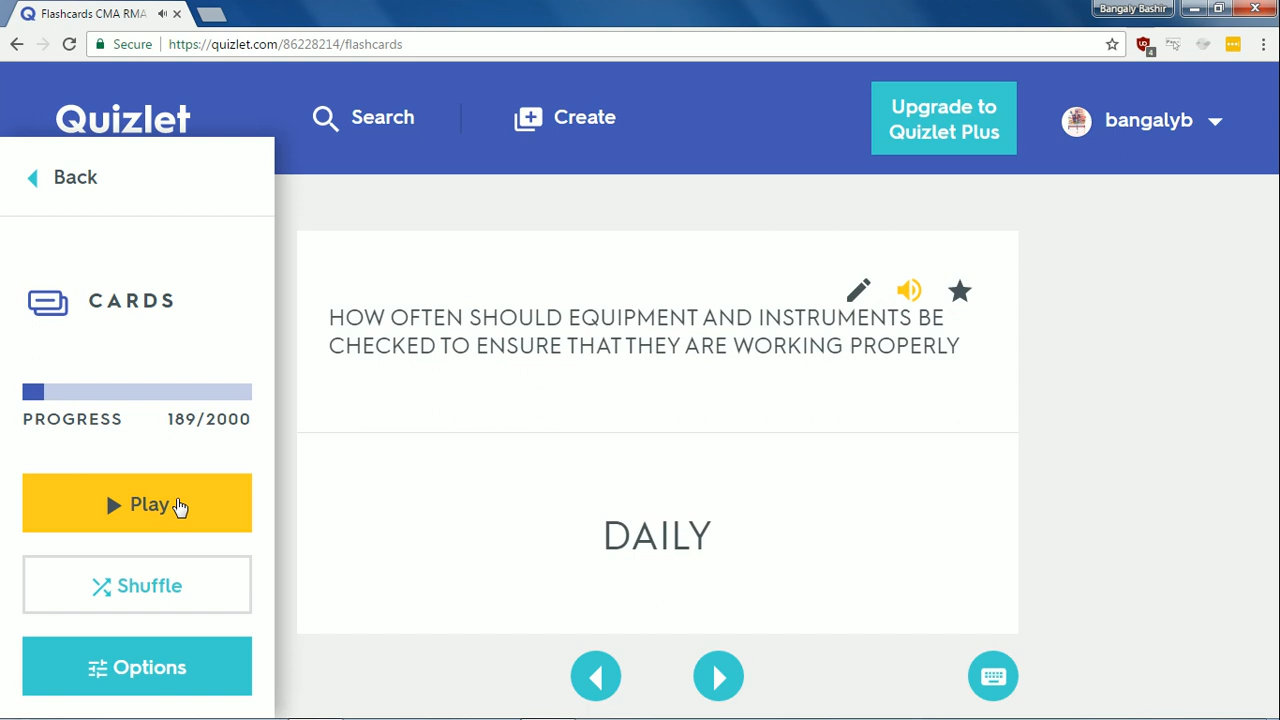 Flashcards CMA RMA
Bangaly Bashir
Secure
https://quizlet.com/86228214/flashcards
4
Quizlet
Search
Create
Upgrade to
Quizlet Plus
bangalyb
Back
CARDS
PROGRESS 189/2000
Play
Shuffle
Options
HOW OFTEN SHOULD EQUIPMENT AND INSTRUMENTS BE
CHECKED TO ENSURE THAT THEY ARE WORKING PROPERLY
DAILY